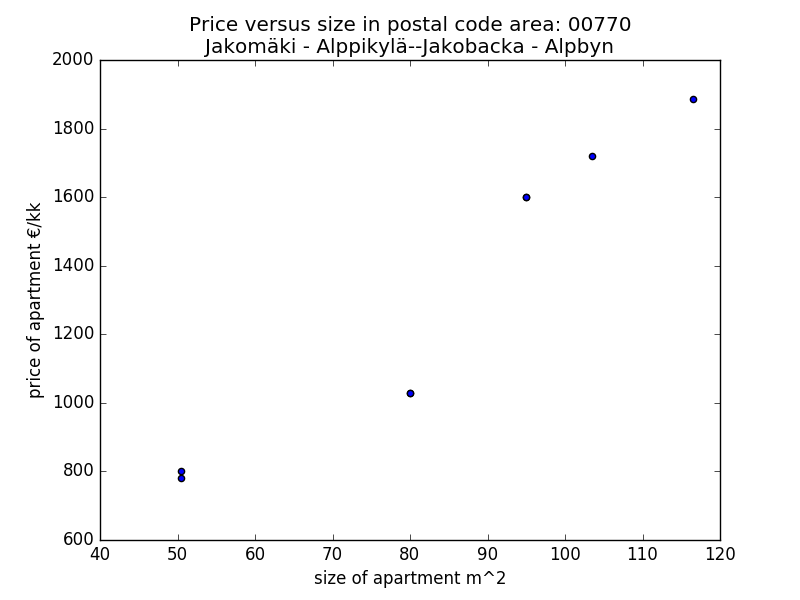 Price versus size in postal code area: 00770
Jakomäki - Alppikylä--Jakobacka - Alpbyn
2000
1800
1600
1400
1200
1000
800
600
price of apartment €/kk
40 50 60 70 80 90 100 110 120
size of apartment m^2